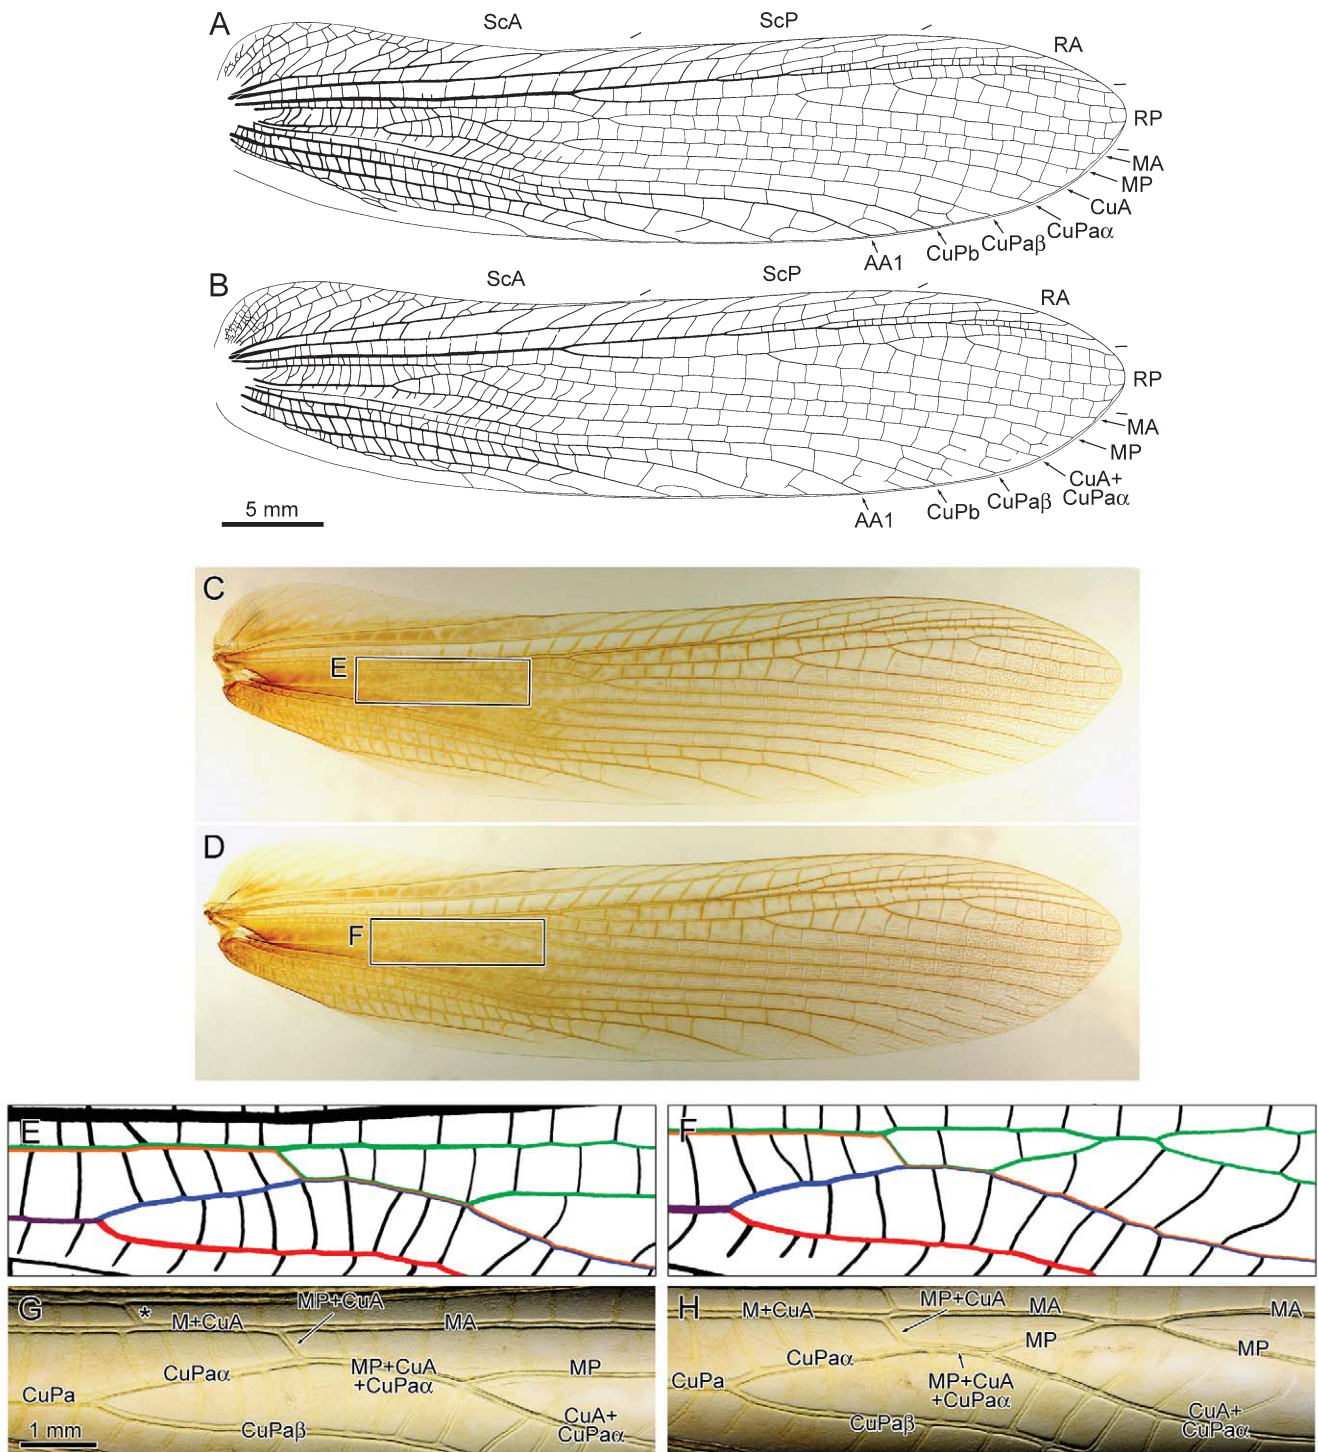 A
ScA
ScP
RA
RP
MA
MP
CuA
CuPaα
CuPaβ
CuPb
AA1
B
ScA
ScP
RA
RP
MA
MP
CuA+
CuPaα
CuPaβ
CuPb
AA1
5 mm
C
E
D
F
E
F
G
*
M+CuA
MP+CuA
MA
CuPaα
MP+CuA
+CuPaα
MP
CuPa
CuPaβ
CuA+
CuPaα
1 mm
H
M+CuA
MP+CuA
MA
MA
MP
MP
CuPaα
CuPa
MP+CuA
+CuPaα
CuPaβ
CuA+
CuPaα